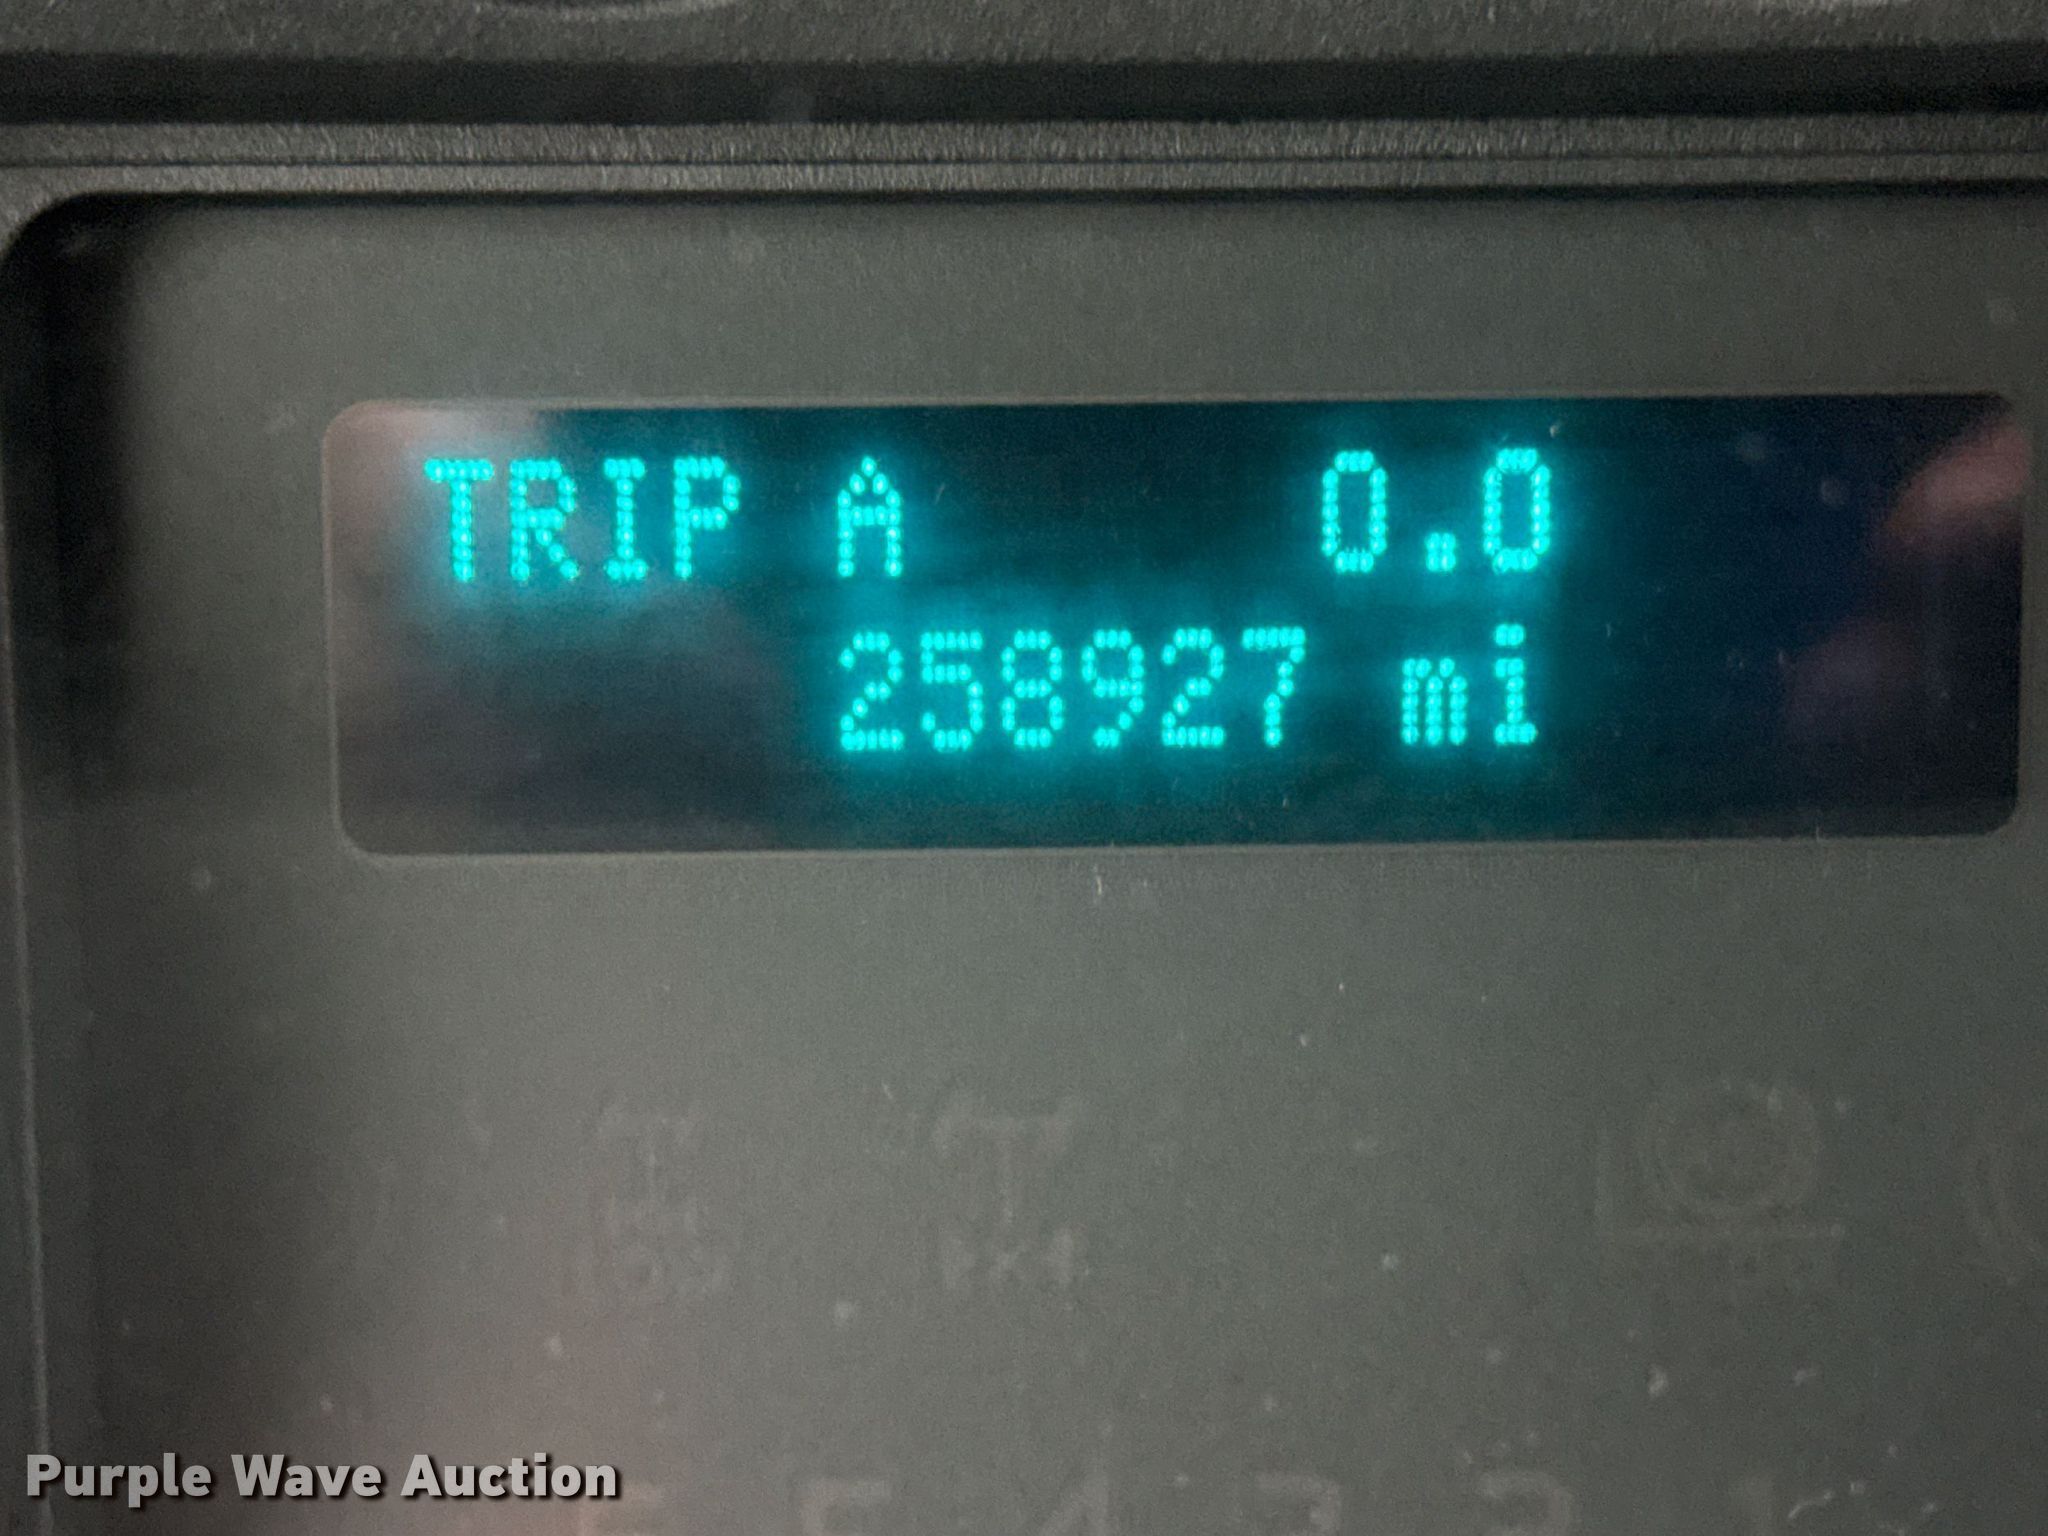 TRIP A 0.0
258927 mi
Purple Wave Auction